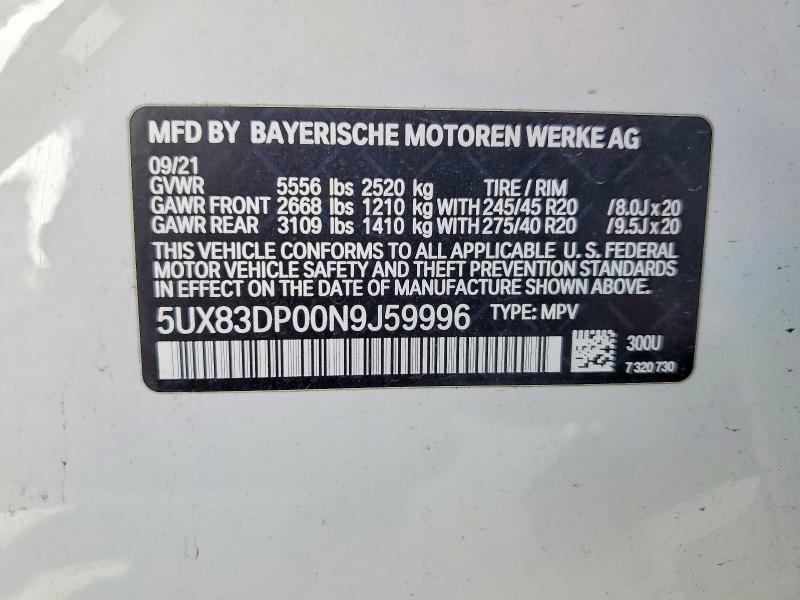 MFD BY BAYERISCHE MOTOREN WERKE AG
09/21
GVWR 5556 lbs 2520 kg TIRE / RIM
GAWR FRONT 2668 lbs 1210 kg WITH 245/45 R20 / 8.0J x 20
GAWR REAR 3109 lbs 1410 kg WITH 275/40 R20 / 9.5J x 20
THIS VEHICLE CONFORMS TO ALL APPLICABLE U. S. FEDERAL
MOTOR VEHICLE SAFETY AND THEFT PREVENTION STANDARDS
IN EFFECT ON THE DATE OF MANUFACTURE SHOWN ABOVE.
5UX83DP00N9J59996 TYPE: MPV
300U
7 320 730